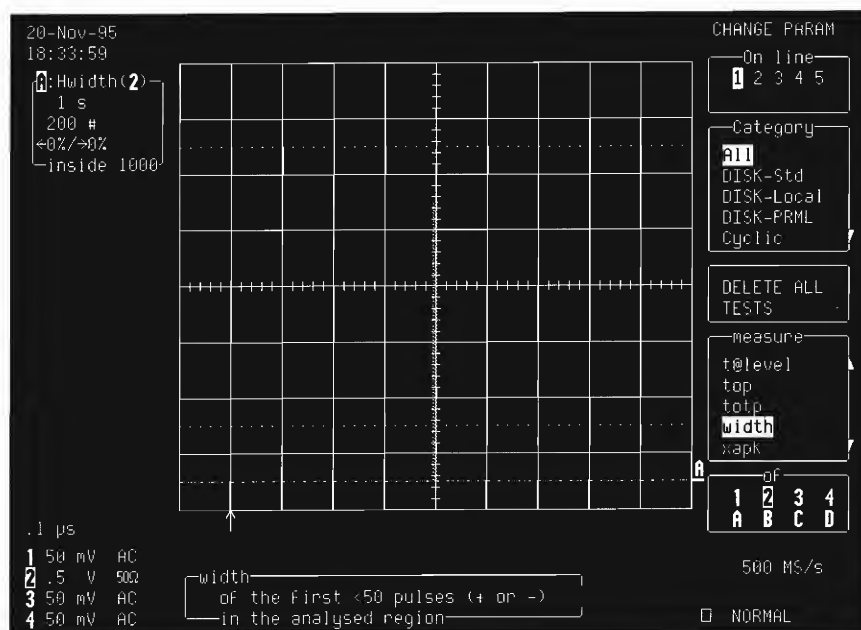 20-Nov-95
18:33:59
A:Hwidth(2)
1 s
200 #
←0%/→0%
inside 1000
CHANGE PARAM
On line
1 2 3 4 5
Category
All
DISK-Std
DISK-Local
DISK-PRML
Cyclic
DELETE ALL
TESTS
measure
t@level
top
totp
width
xapk
of
1 2 3 4
A B C D
A
.1 µs
1 50 mV AC
2 .5 V 50Ω
3 50 mV AC
4 50 mV AC
width
of the first <50 pulses (+ or -)
in the analysed region
500 MS/s
□ NORMAL